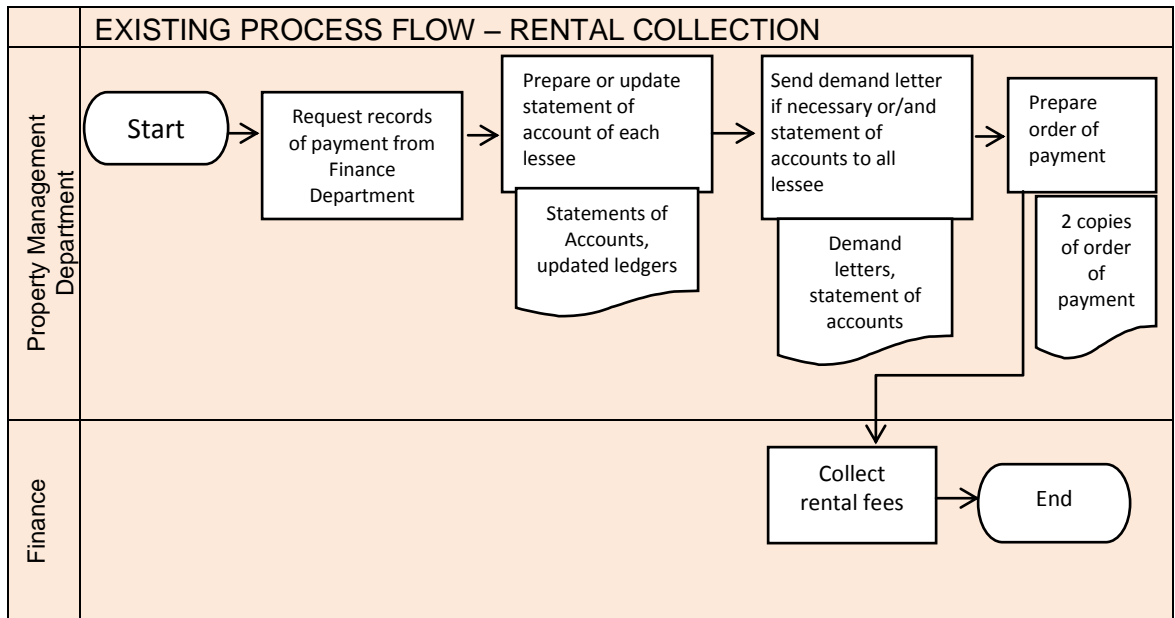 EXISTING PROCESS FLOW – RENTAL COLLECTION
Property Management
Department
Start
Request records
of payment from
Finance
Department
Prepare or update
statement of
account of each
lessee
Statements of
Accounts,
updated ledgers
Send demand letter
if necessary or/and
statement of
accounts to all
lessee
Demand
letters,
statement of
accounts
Prepare
order of
payment
2 copies
of order
of
payment
Finance
Collect
rental fees
End